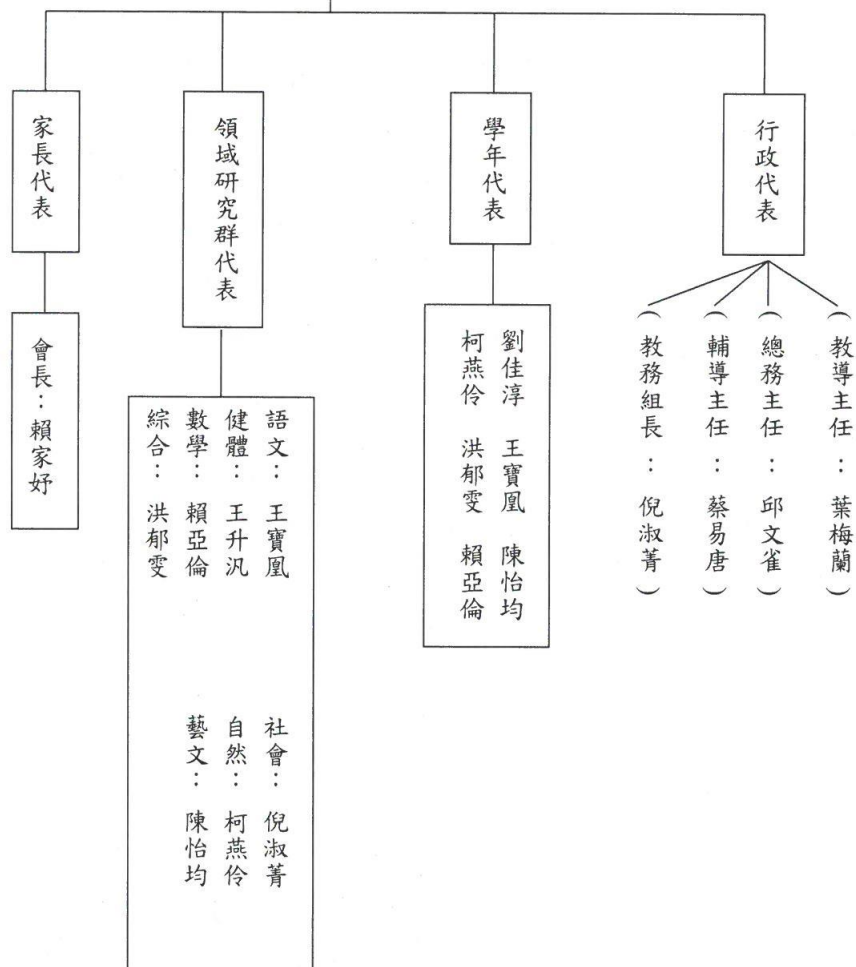 行政代表
(教導主任:葉梅蘭)
(總務主任:邱文雀)
(輔導主任:蔡易唐)
(教務組長:倪淑菁)
學年代表
劉佳淳 王寶凰 陳怡均
柯燕伶 洪郁雯 賴亞倫
領域研究群代表
語文:王寶凰 社會:倪淑菁
健體:王升汎 自然:柯燕伶
數學:賴亞倫 藝文:陳怡均
綜合:洪郁雯
家長代表
會長:賴家妤